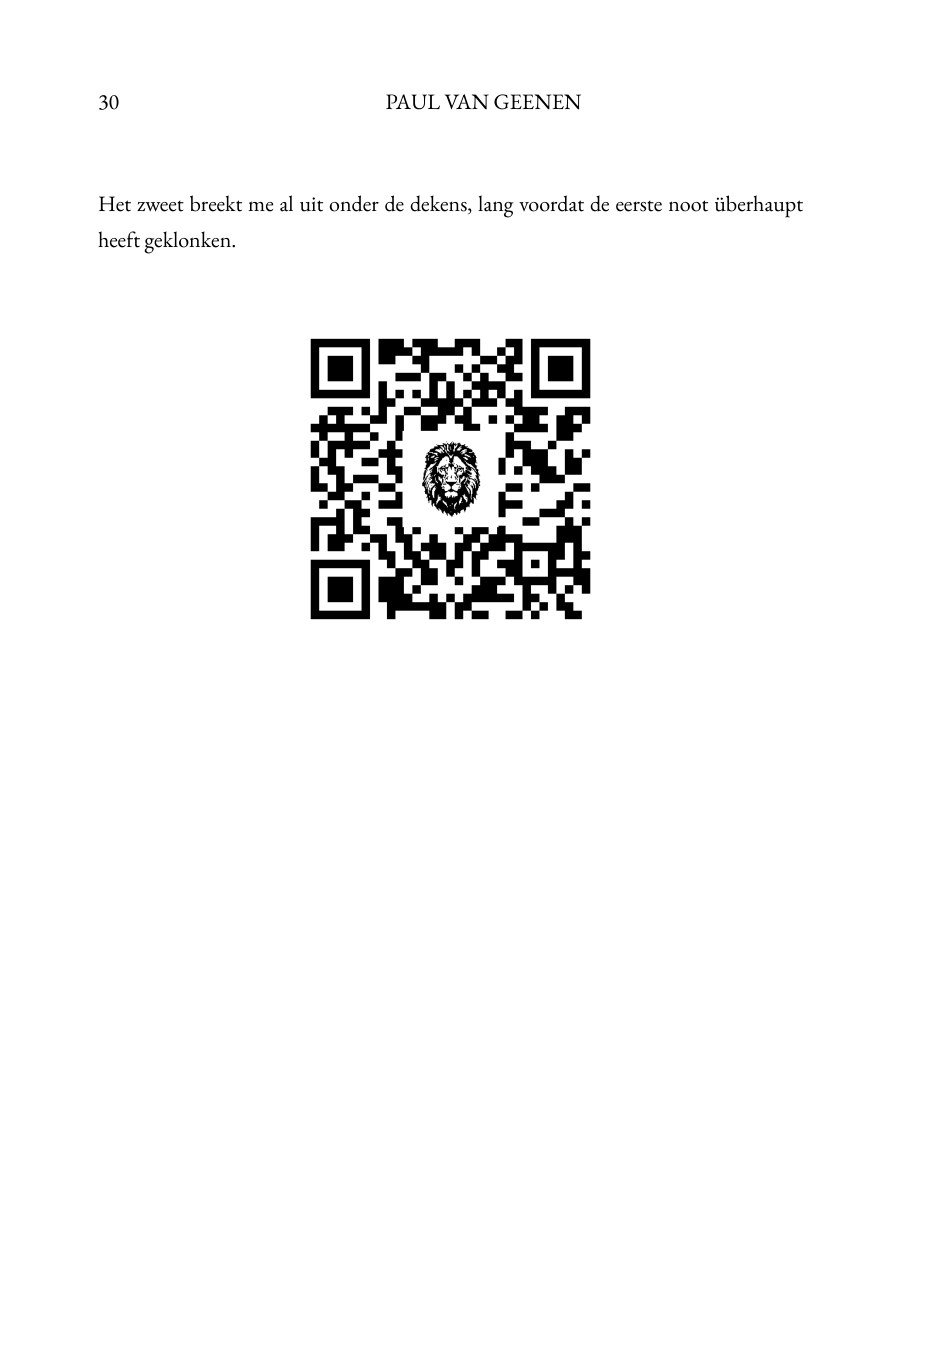 30
PAUL VAN GEENEN
Het zweet breekt me al uit onder de dekens, lang voordat de eerste noot überhaupt
heeft geklonken.